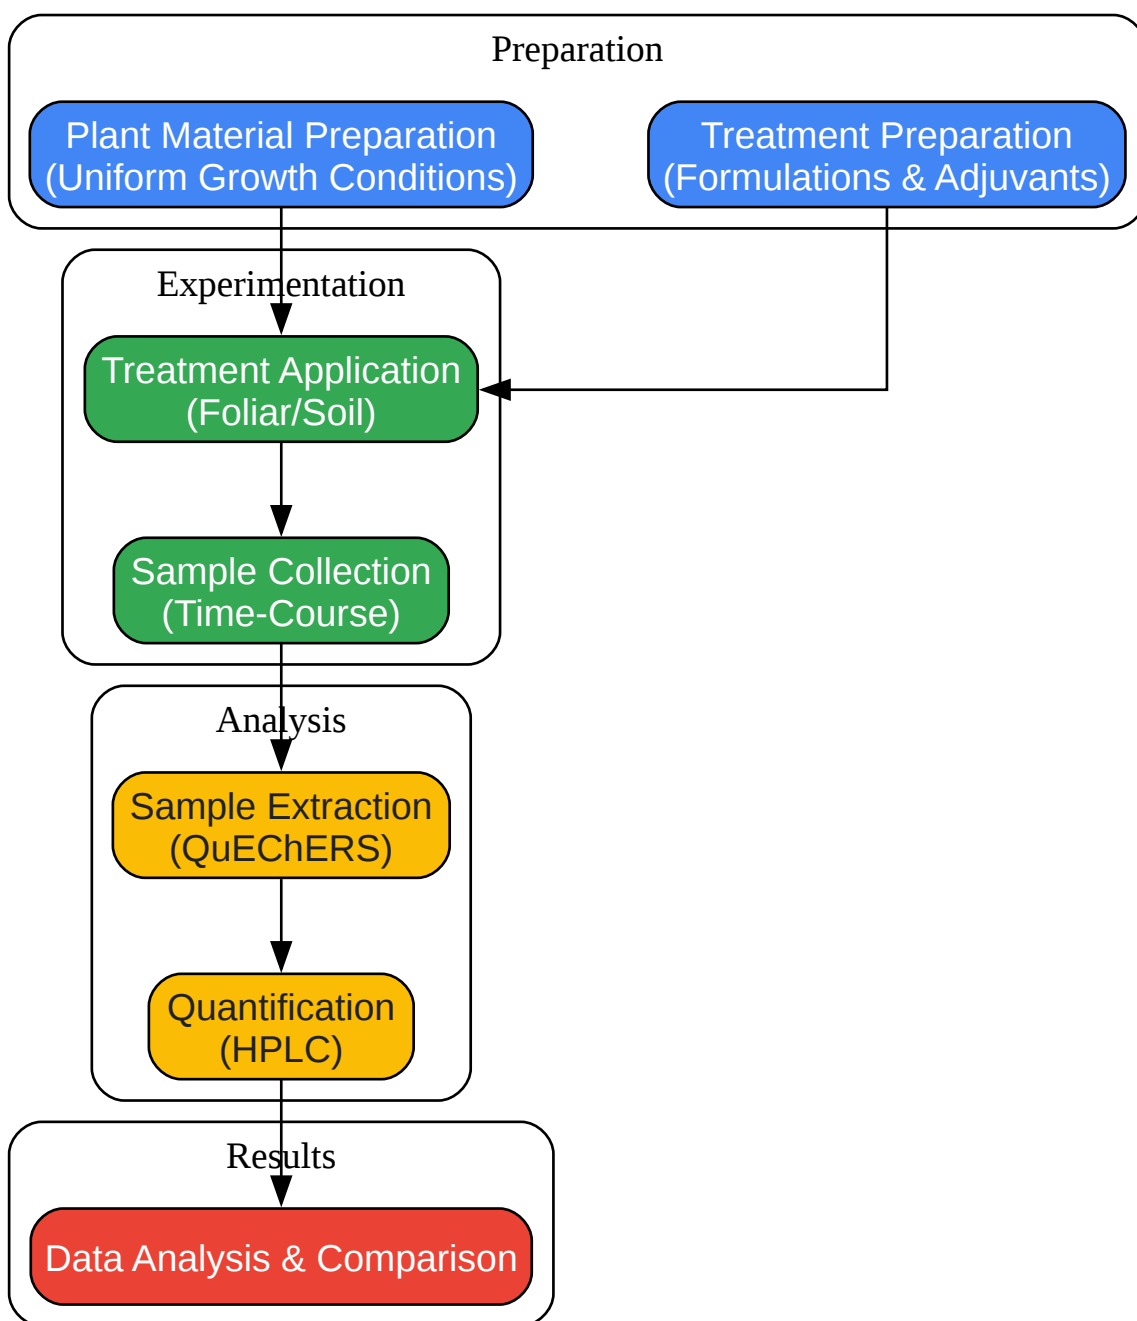 Preparation
Plant Material Preparation
(Uniform Growth Conditions)
Treatment Preparation
(Formulations & Adjuvants)
Experimentation
Treatment Application
(Foliar/Soil)
Sample Collection
(Time-Course)
Analysis
Sample Extraction
(QuEChERS)
Quantification
(HPLC)
Results
Data Analysis & Comparison